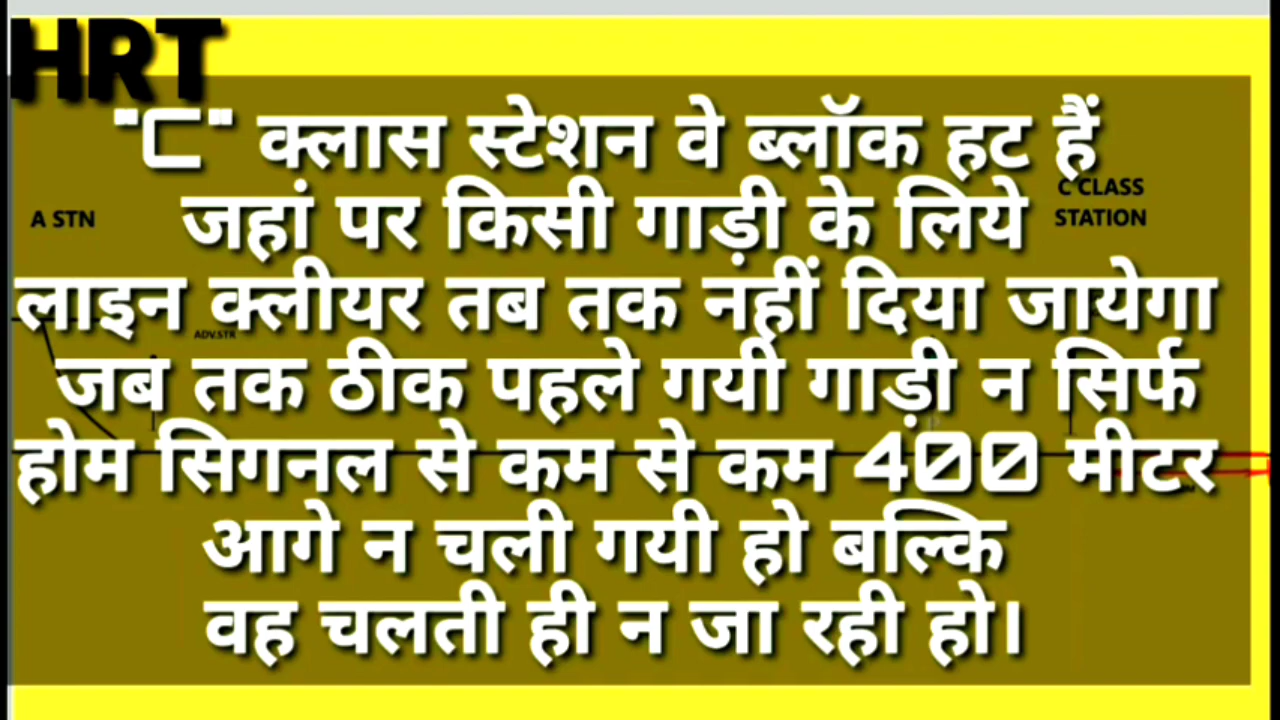 HRT
"C" क्लास स्टेशन वे ब्लॉक हट हैं
C CLASS
STATION
A STN
जहां पर किसी गाड़ी के लिये
लाइन क्लीयर तब तक नहीं दिया जायेगा
ADV.STR
जब तक ठीक पहले गयी गाड़ी न सिर्फ
होम सिगनल से कम से कम 400 मीटर
आगे न चली गयी हो बल्कि
वह चलती ही न जा रही हो।